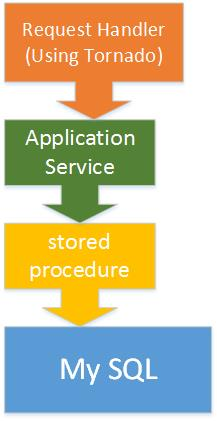 Request Handler
(Using Tornado)
Application
Service
stored
procedure
My SQL